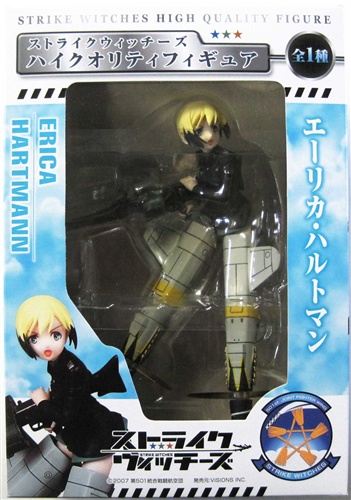 STRIKE WITCHES HIGH QUALITY FIGURE
ストライクウィッチーズ
ハイクオリティフィギュア
全1種
ERICA
HARTMANN
エーリカ・ハルトマン
ストライク
STRIKE WITCHES
ウィッチーズ
STRIKE WITCHES
©2007 第501統合戦闘航空団 発売元:VISIONS INC.